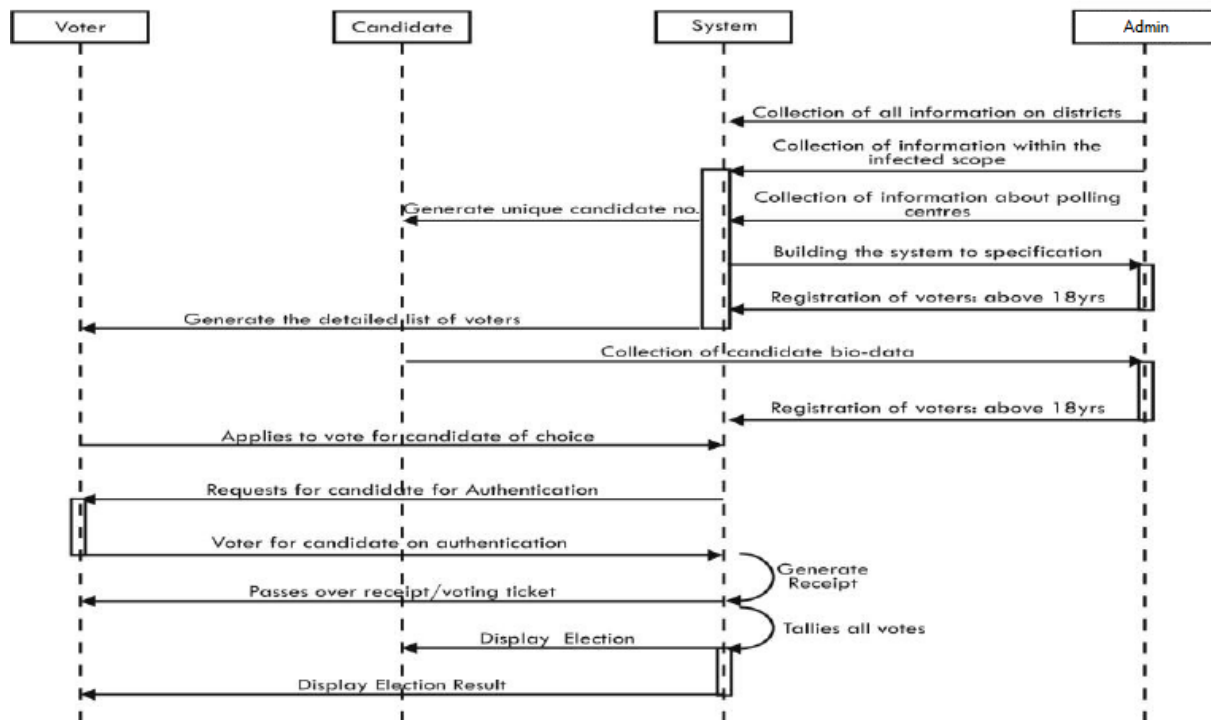 Voter
Candidate
System
Admin
Collection of all information on districts
Collection of information within the
infected scope
Generate unique candidate no.
Collection of information about polling
centres
Building the system to specification
Registration of voters: above 18yrs
Generate the detailed list of voters
Collection of candidate bio-data
Registration of voters: above 18yrs
Applies to vote for candidate of choice
Requests for candidate for Authentication
Voter for candidate on authentication
Generate
Receipt
Passes over receipt/voting ticket
Tallies all votes
Display Election
Display Election Result